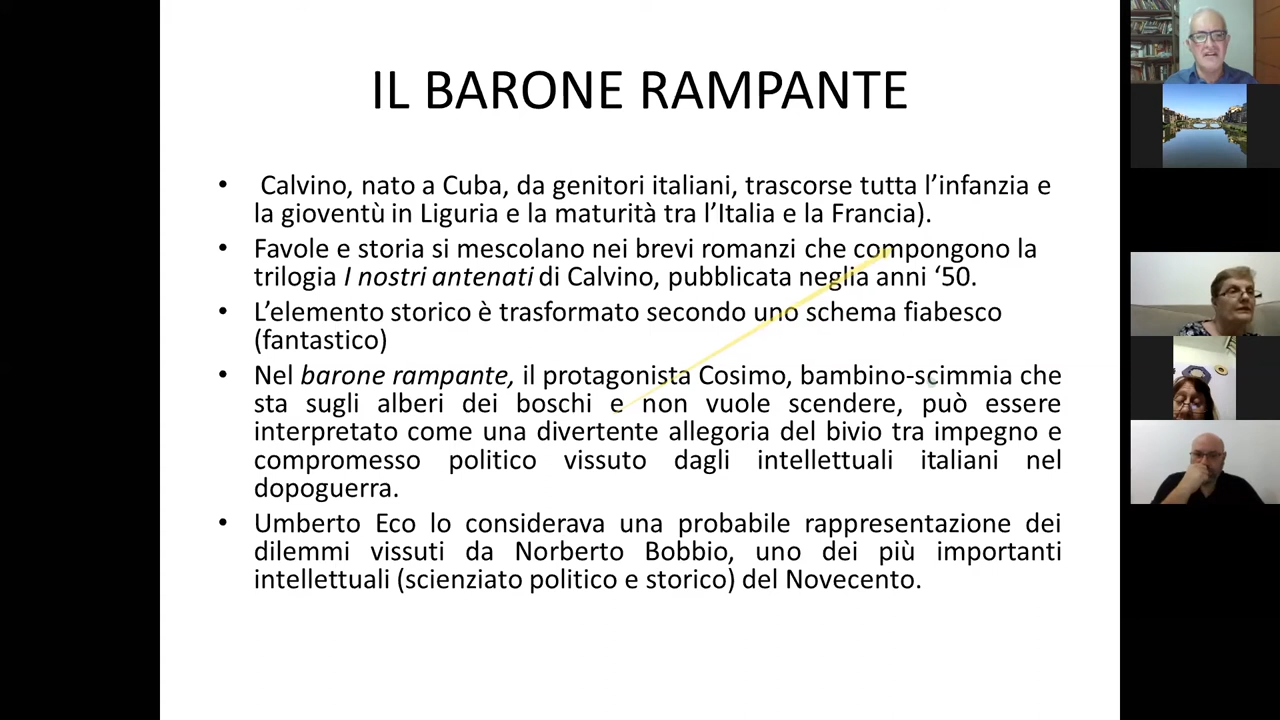 IL BARONE RAMPANTE
• Calvino, nato a Cuba, da genitori italiani, trascorse tutta l’infanzia e
la gioventù in Liguria e la maturità tra l’Italia e la Francia).
• Favole e storia si mescolano nei brevi romanzi che compongono la
trilogia I nostri antenati di Calvino, pubblicata neglia anni ‘50.
• L’elemento storico è trasformato secondo uno schema fiabesco
(fantastico)
• Nel barone rampante, il protagonista Cosimo, bambino-scimmia che
sta sugli alberi dei boschi e non vuole scendere, può essere
interpretato come una divertente allegoria del bivio tra impegno e
compromesso politico vissuto dagli intellettuali italiani nel
dopoguerra.
• Umberto Eco lo considerava una probabile rappresentazione dei
dilemmi vissuti da Norberto Bobbio, uno dei più importanti
intellettuali (scienziato politico e storico) del Novecento.